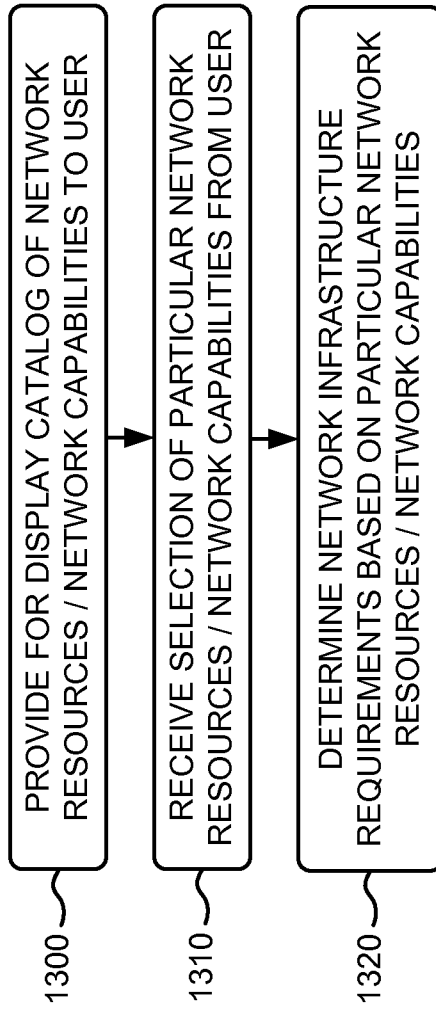 1300
PROVIDE FOR DISPLAY CATALOG OF NETWORK
RESOURCES / NETWORK CAPABILITIES TO USER
1310
RECEIVE SELECTION OF PARTICULAR NETWORK
RESOURCES / NETWORK CAPABILITIES FROM USER
1320
DETERMINE NETWORK INFRASTRUCTURE
REQUIREMENTS BASED ON PARTICULAR NETWORK
RESOURCES / NETWORK CAPABILITIES